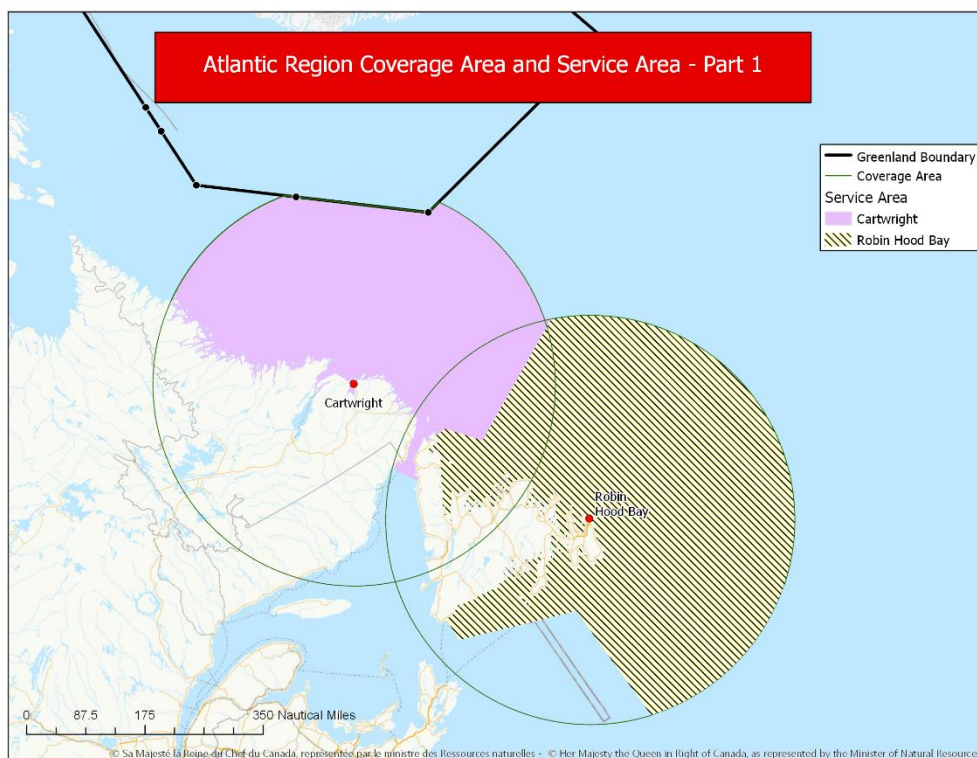 Atlantic Region Coverage Area and Service Area - Part 1
Greenland Boundary
Coverage Area
Service Area
Cartwright
Robin Hood Bay
Cartwright
Robin
Hood Bay
0 87.5 175 350 Nautical Miles
© Sa Majesté la Reine du Chef du Canada, représentée par le ministre des Ressources naturelles - © Her Majesty the Queen in Right of Canada, as represented by the Minister of Natural Resource